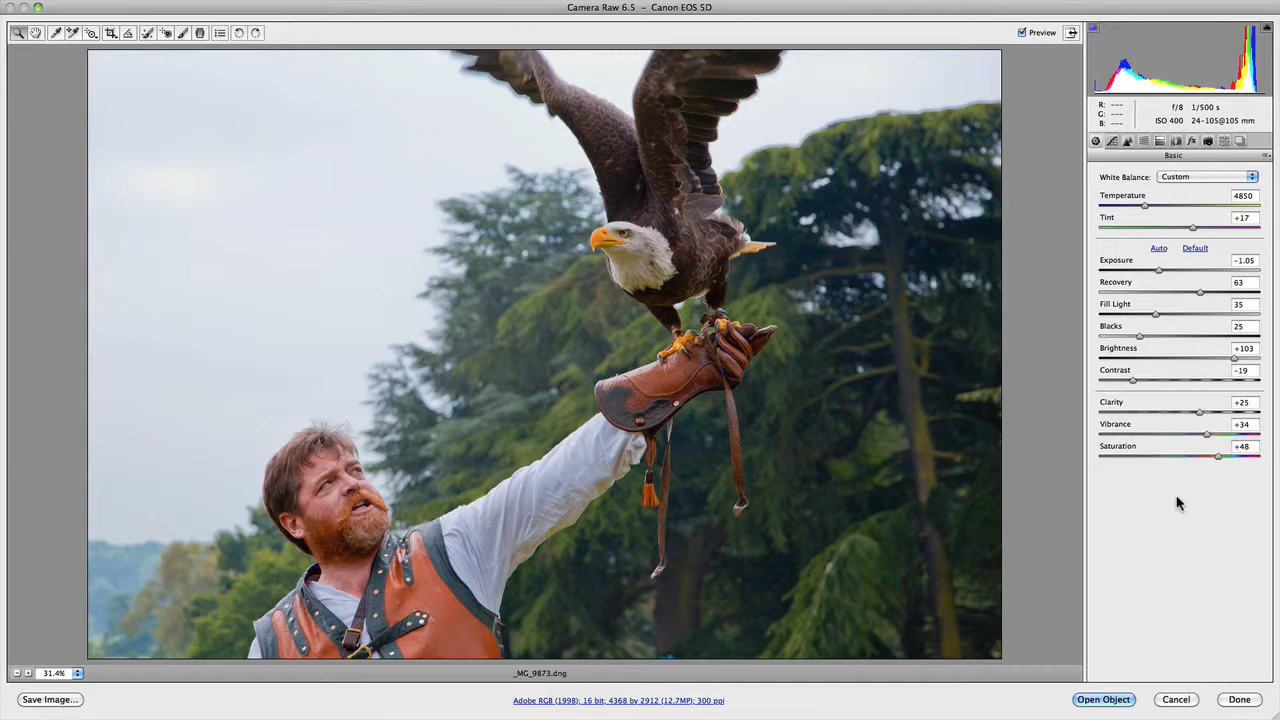 Camera Raw 6.5 - Canon EOS 5D
Preview
R: ---
G: ---
B: ---
f/8 1/500 s
ISO 400 24-105@105 mm
Basic
White Balance: Custom
Temperature 4850
Tint +17
Auto Default
Exposure -1.05
Recovery 63
Fill Light 35
Blacks 25
Brightness +103
Contrast -19
Clarity +25
Vibrance +34
Saturation +48
31.4%
_MG_9873.dng
Save Image...
Adobe RGB (1998); 16 bit; 4368 by 2912 (12.7MP); 300 ppi
Open Object
Cancel
Done